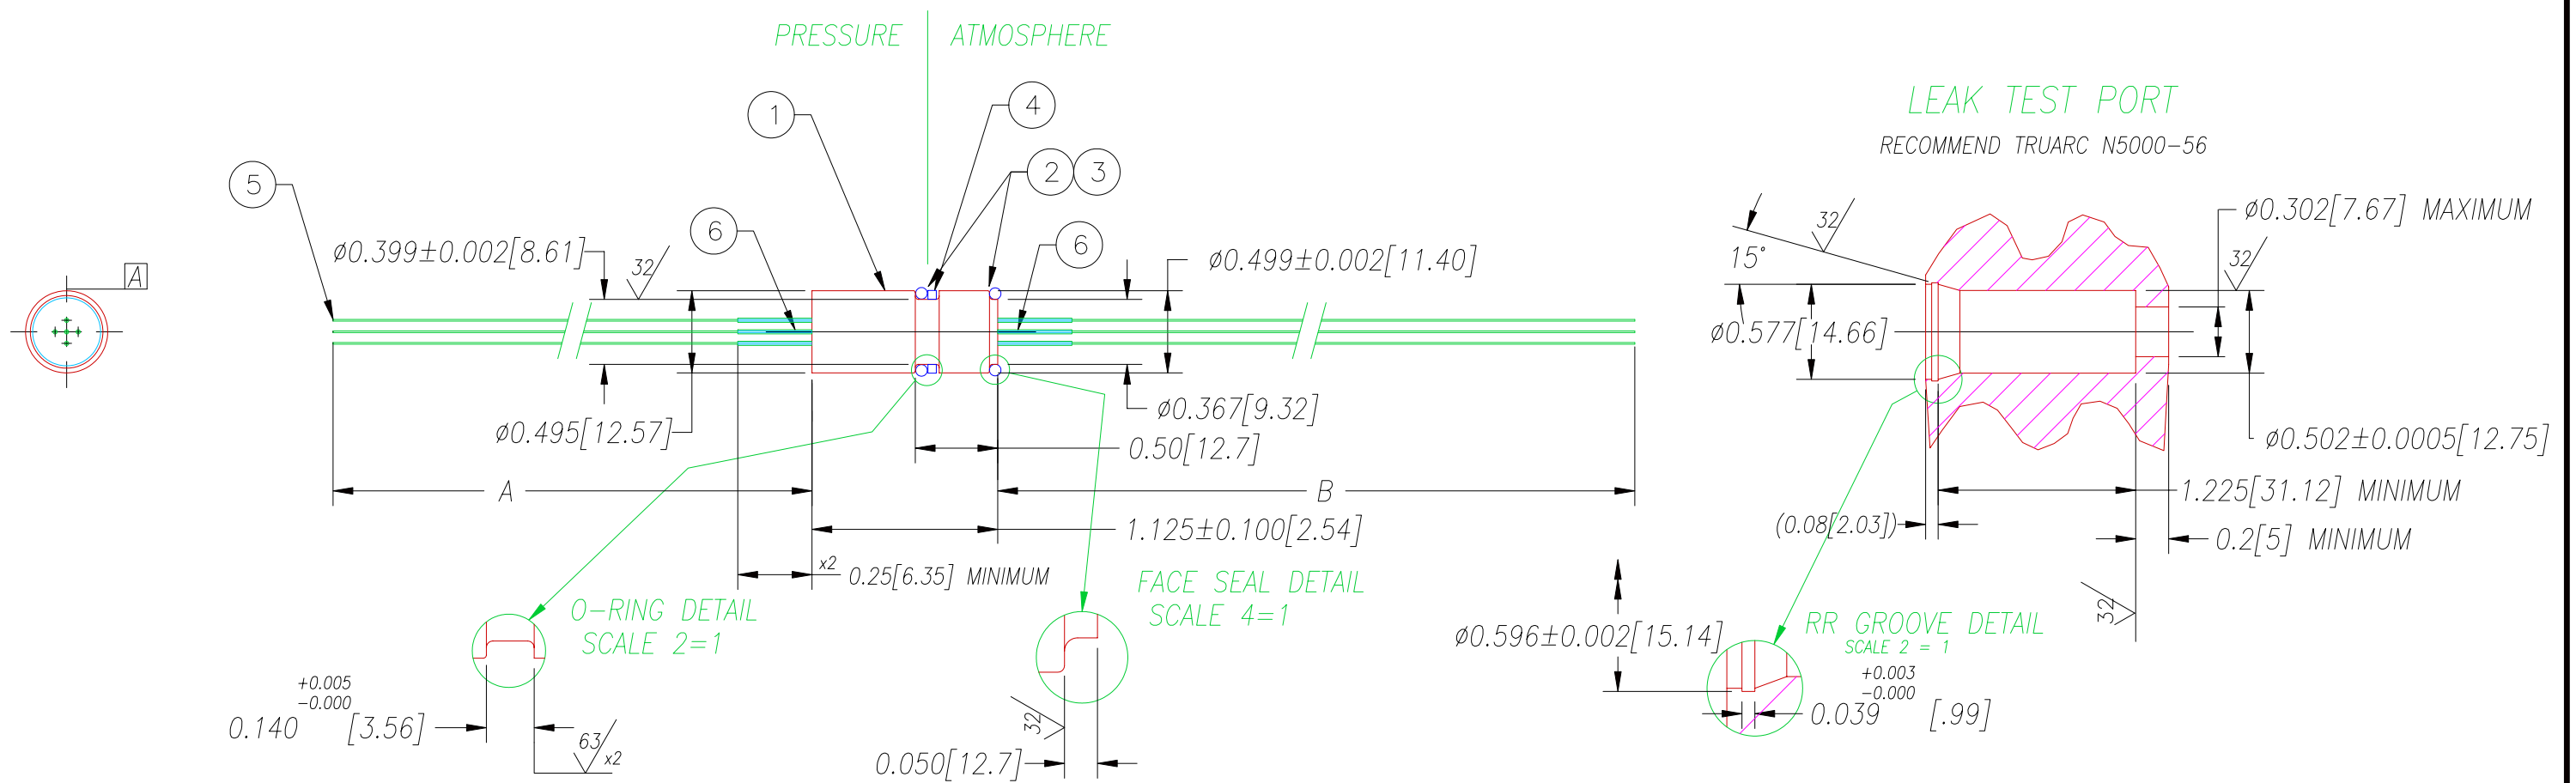 PRESSURE
ATMOSPHERE
LEAK TEST PORT
RECOMMEND TRUARC N5000-56
1
4
2
3
5
6
6
A
Ø0.399±0.002[8.61]
32
Ø0.499±0.002[11.40]
Ø0.495[12.57]
Ø0.367[9.32]
0.50[12.7]
A
B
1.125±0.100[2.54]
x2 0.25[6.35] MINIMUM
O-RING DETAIL
SCALE 2=1
FACE SEAL DETAIL
SCALE 4=1
+0.005
-0.000
0.140 [3.56]
63
x2
32
0.050[12.7]
32
15°
Ø0.577[14.66]
Ø0.302[7.67] MAXIMUM
32
Ø0.502±0.0005[12.75]
1.225[31.12] MINIMUM
(0.08[2.03])
0.2[5] MINIMUM
32
Ø0.596±0.002[15.14]
RR GROOVE DETAIL
SCALE 2 = 1
+0.003
-0.000
0.039 [.99]